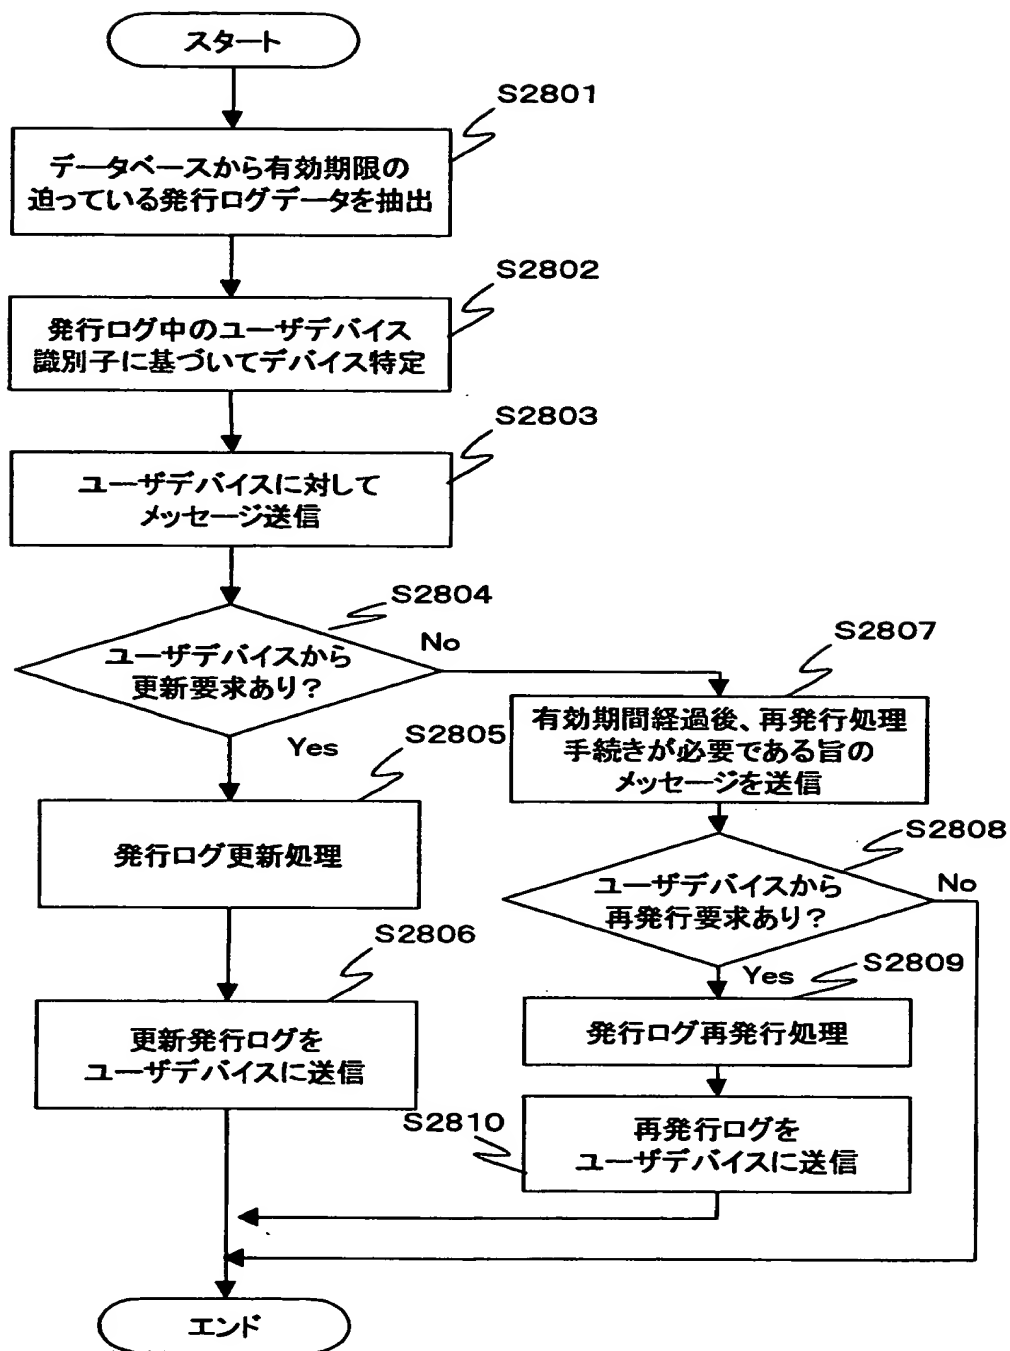 スタート
S2801
データベースから有効期限の
迫っている発行ログデータを抽出
S2802
発行ログ中のユーザデバイス
識別子に基づいてデバイス特定
S2803
ユーザデバイスに対して
メッセージ送信
S2804
ユーザデバイスから
更新要求あり？
No
Yes
S2805
発行ログ更新処理
S2806
更新発行ログを
ユーザデバイスに送信
S2807
有効期間経過後、再発行処理
手続きが必要である旨の
メッセージを送信
S2808
ユーザデバイスから
再発行要求あり？
No
Yes
S2809
発行ログ再発行処理
S2810
再発行ログを
ユーザデバイスに送信
エンド